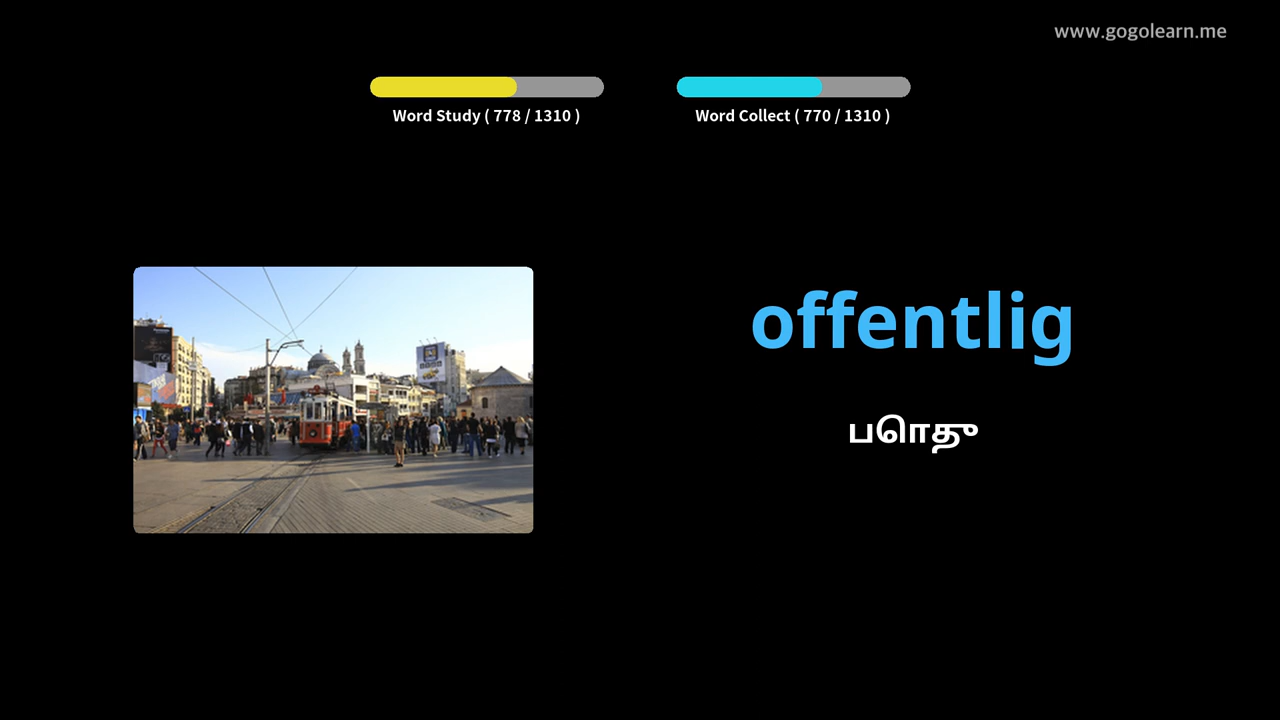 www.gogolearn.me
Word Study ( 778 / 1310 )
Word Collect ( 770 / 1310 )
offentlig
பொது